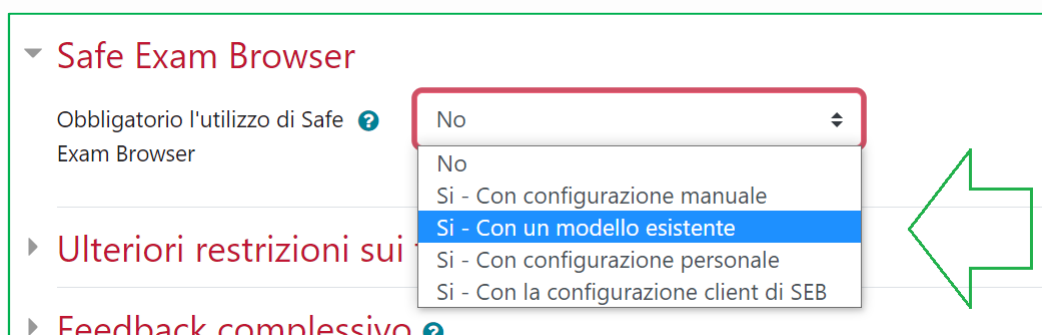 Safe Exam Browser
Obbligatorio l'utilizzo di Safe
Exam Browser
No
No
Si - Con configurazione manuale
Si - Con un modello esistente
Si - Con configurazione personale
Si - Con la configurazione client di SEB
Ulteriori restrizioni sui
Feedback complessivo